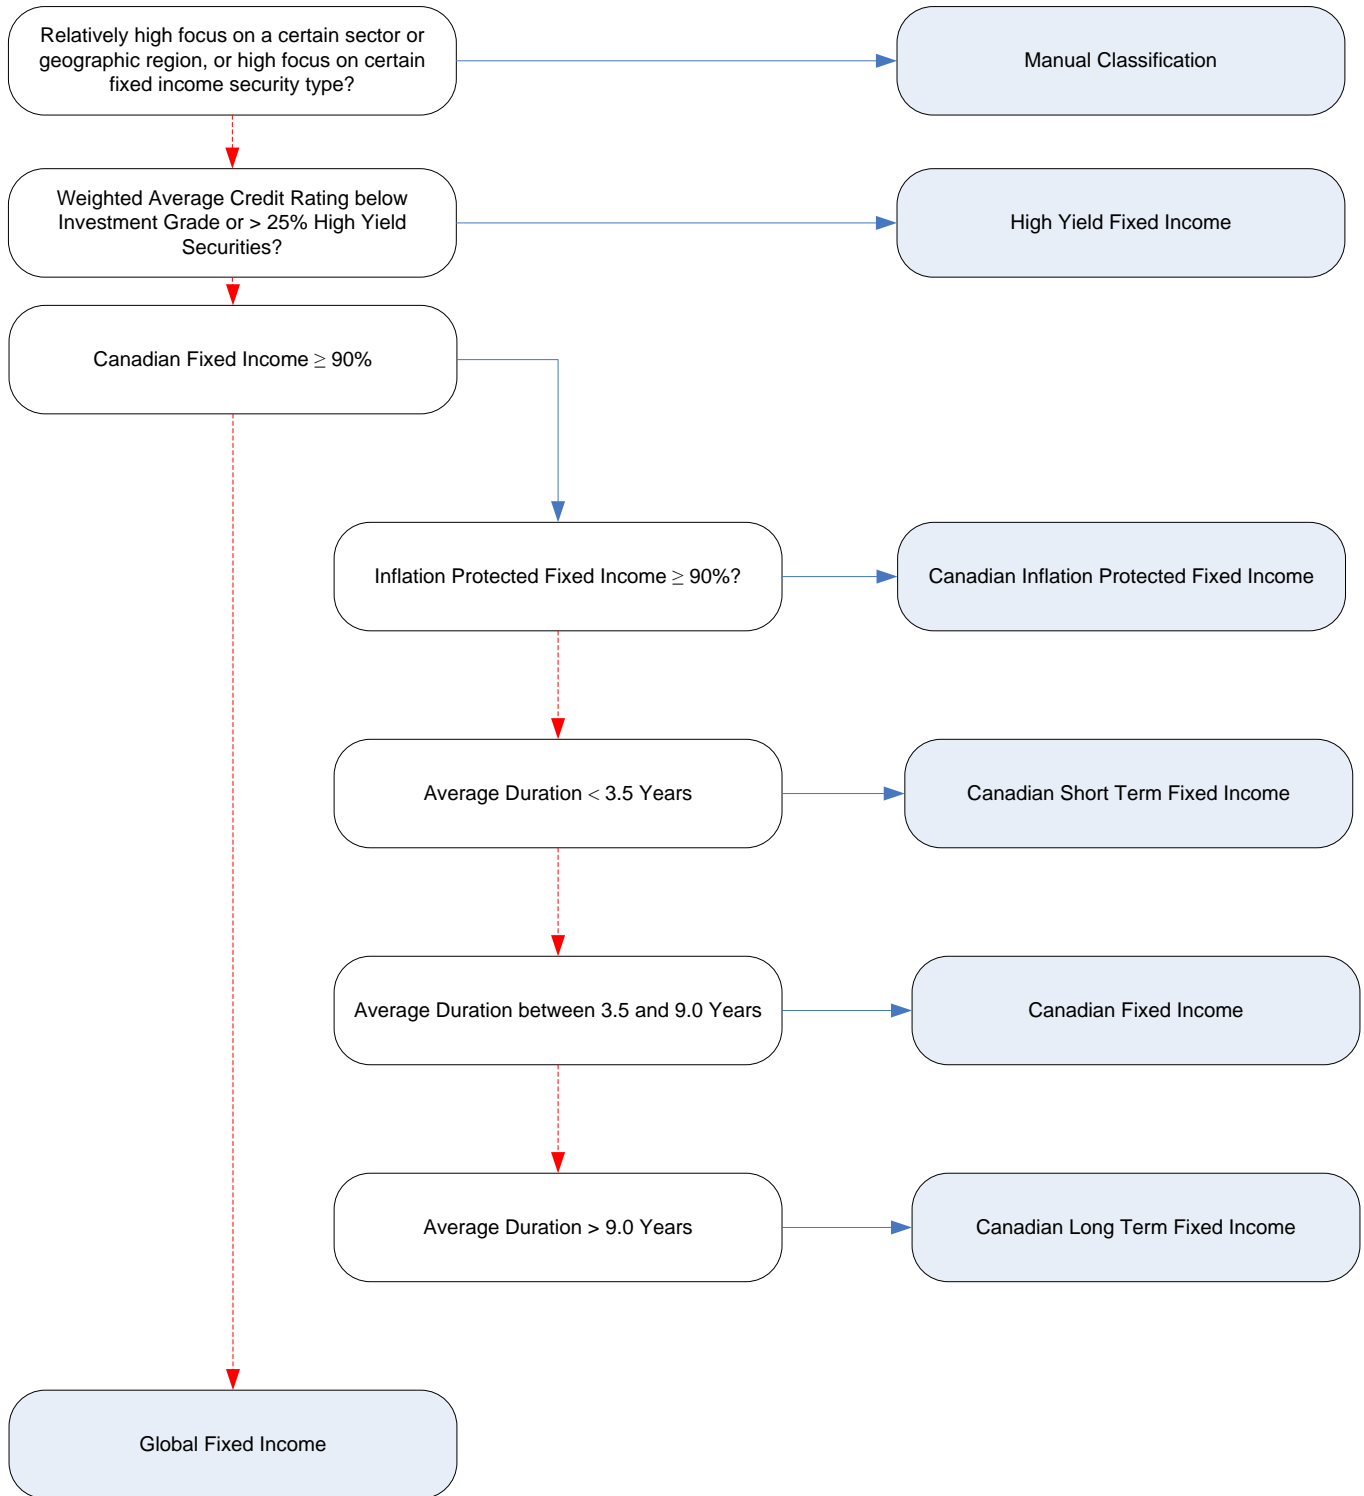 Relatively high focus on a certain sector or
geographic region, or high focus on certain
fixed income security type?
Manual Classification
Weighted Average Credit Rating below
Investment Grade or > 25% High Yield
Securities?
High Yield Fixed Income
Canadian Fixed Income ≥ 90%
Inflation Protected Fixed Income ≥ 90%?
Canadian Inflation Protected Fixed Income
Average Duration < 3.5 Years
Canadian Short Term Fixed Income
Average Duration between 3.5 and 9.0 Years
Canadian Fixed Income
Average Duration > 9.0 Years
Canadian Long Term Fixed Income
Global Fixed Income